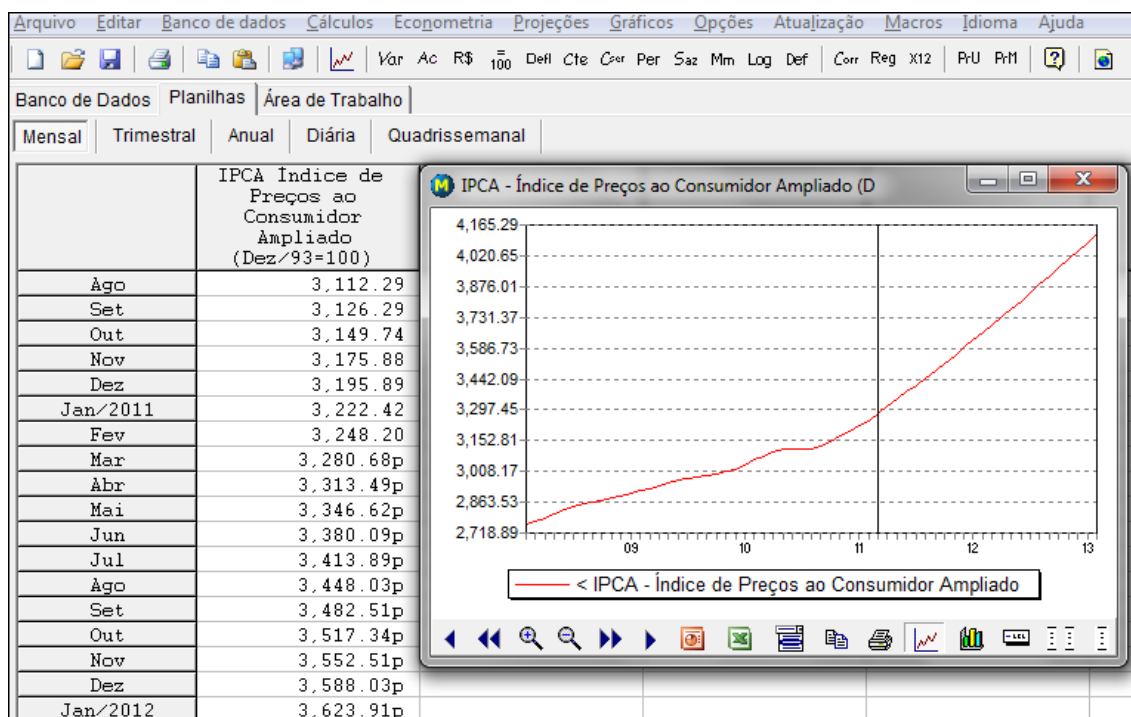 Arquivo Editar Banco de dados Cálculos Econometria Projeções Gráficos Opções Atualização Macros Idioma Ajuda
Var Ac R$ =100 Defl Cte Per Saz Mm Log Def Corr Reg X12 PrU PrM
Banco de Dados Planilhas Área de Trabalho
Mensal Trimestral Anual Diária Quadrissemanal
IPCA Índice de
Preços ao
Consumidor
Ampliado
(Dez/93=100)
Ago 3,112.29
Set 3,126.29
Out 3,149.74
Nov 3,175.88
Dez 3,195.89
Jan/2011 3,222.42
Fev 3,248.20
Mar 3,280.68p
Abr 3,313.49p
Mai 3,346.62p
Jun 3,380.09p
Jul 3,413.89p
Ago 3,448.03p
Set 3,482.51p
Out 3,517.34p
Nov 3,552.51p
Dez 3,588.03p
Jan/2012 3,623.91p
IPCA - Índice de Preços ao Consumidor Ampliado (D
4,165.29
4,020.65
3,876.01
3,731.37
3,586.73
3,442.09
3,297.45
3,152.81
3,008.17
2,863.53
2,718.89
09 10 11 12 13
< IPCA - Índice de Preços ao Consumidor Ampliado